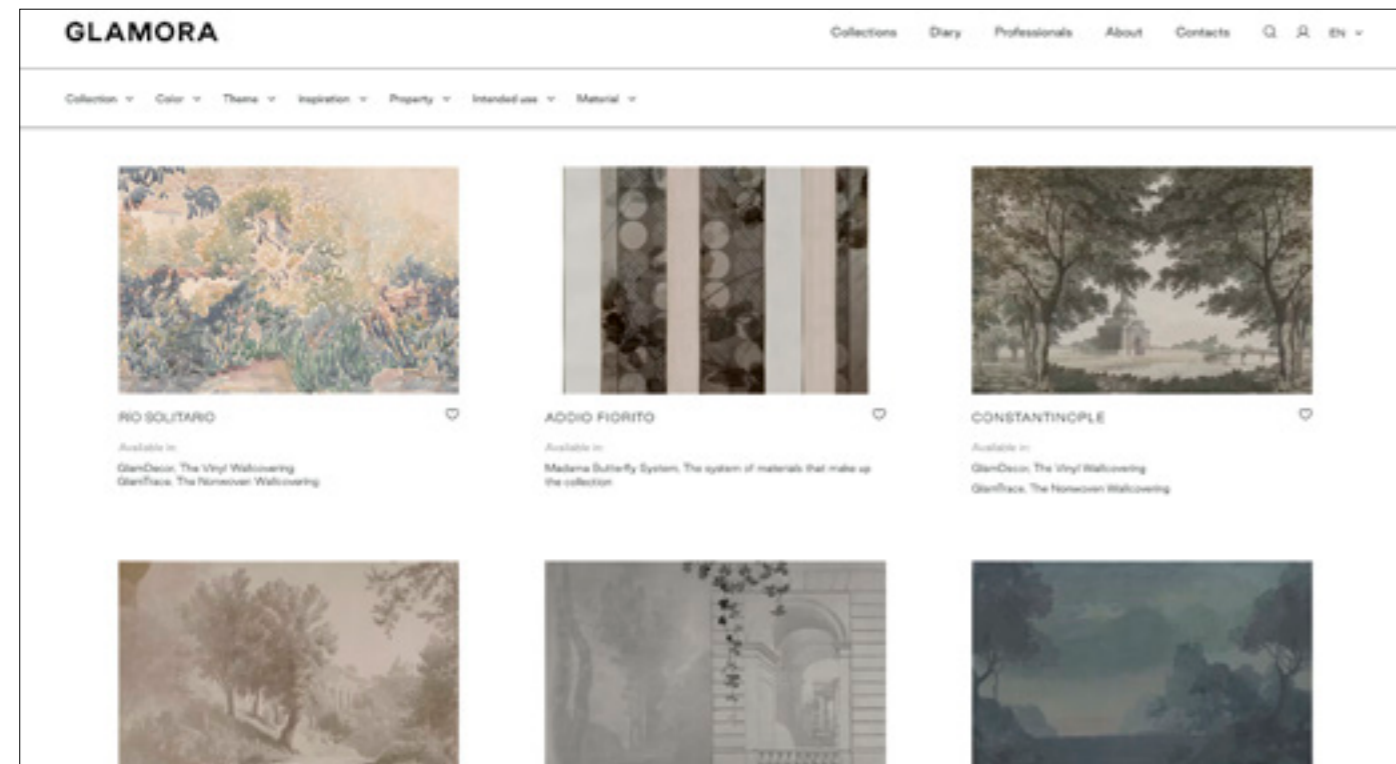 GLAMORA
Collections Diary Professionals About Contacts EN
Collection Color Theme Inspiration Property Intended use Material
RIO SOLITARIO
ADDIO FIORITO
CONSTANTINOPLE
Available in:
Available in:
Available in:
GlamDecor, The Vinyl Wallcovering
GlamTrace, The Nonwoven Wallcovering
Madama Butterfly System, The system of materials that make up
the collection
GlamDecor, The Vinyl Wallcovering
GlamTrace, The Nonwoven Wallcovering